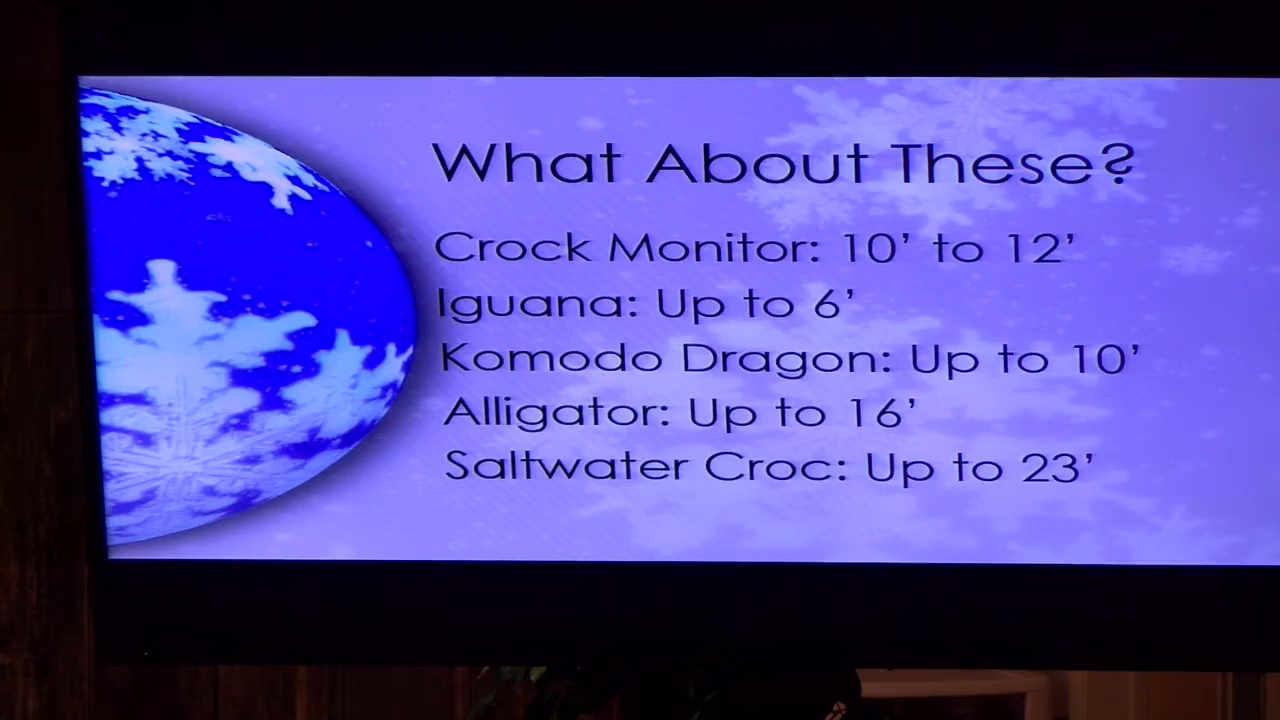 What About These?
Crock Monitor: 10’ to 12’
Iguana: Up to 6’
Komodo Dragon: Up to 10’
Alligator: Up to 16’
Saltwater Croc: Up to 23’